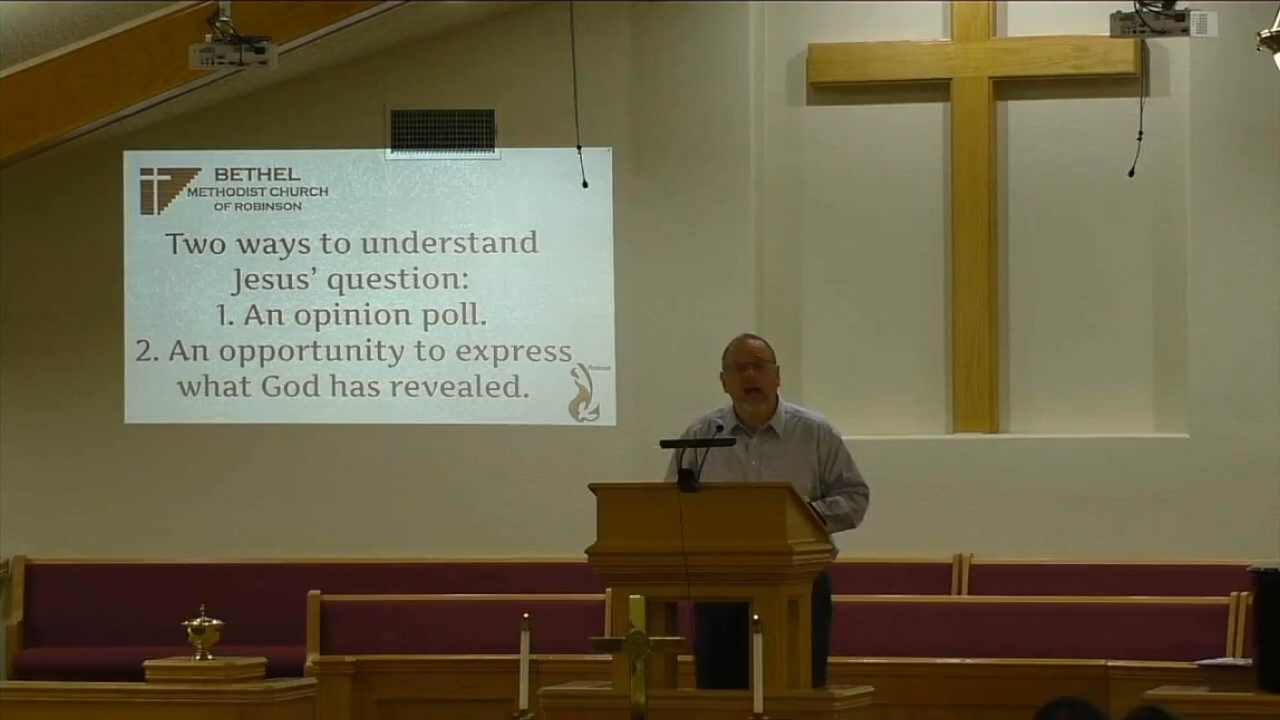 BETHEL
METHODIST CHURCH
OF ROBINSON
Two ways to understand
Jesus' question:
1. An opinion poll.
2. An opportunity to express
what God has revealed.